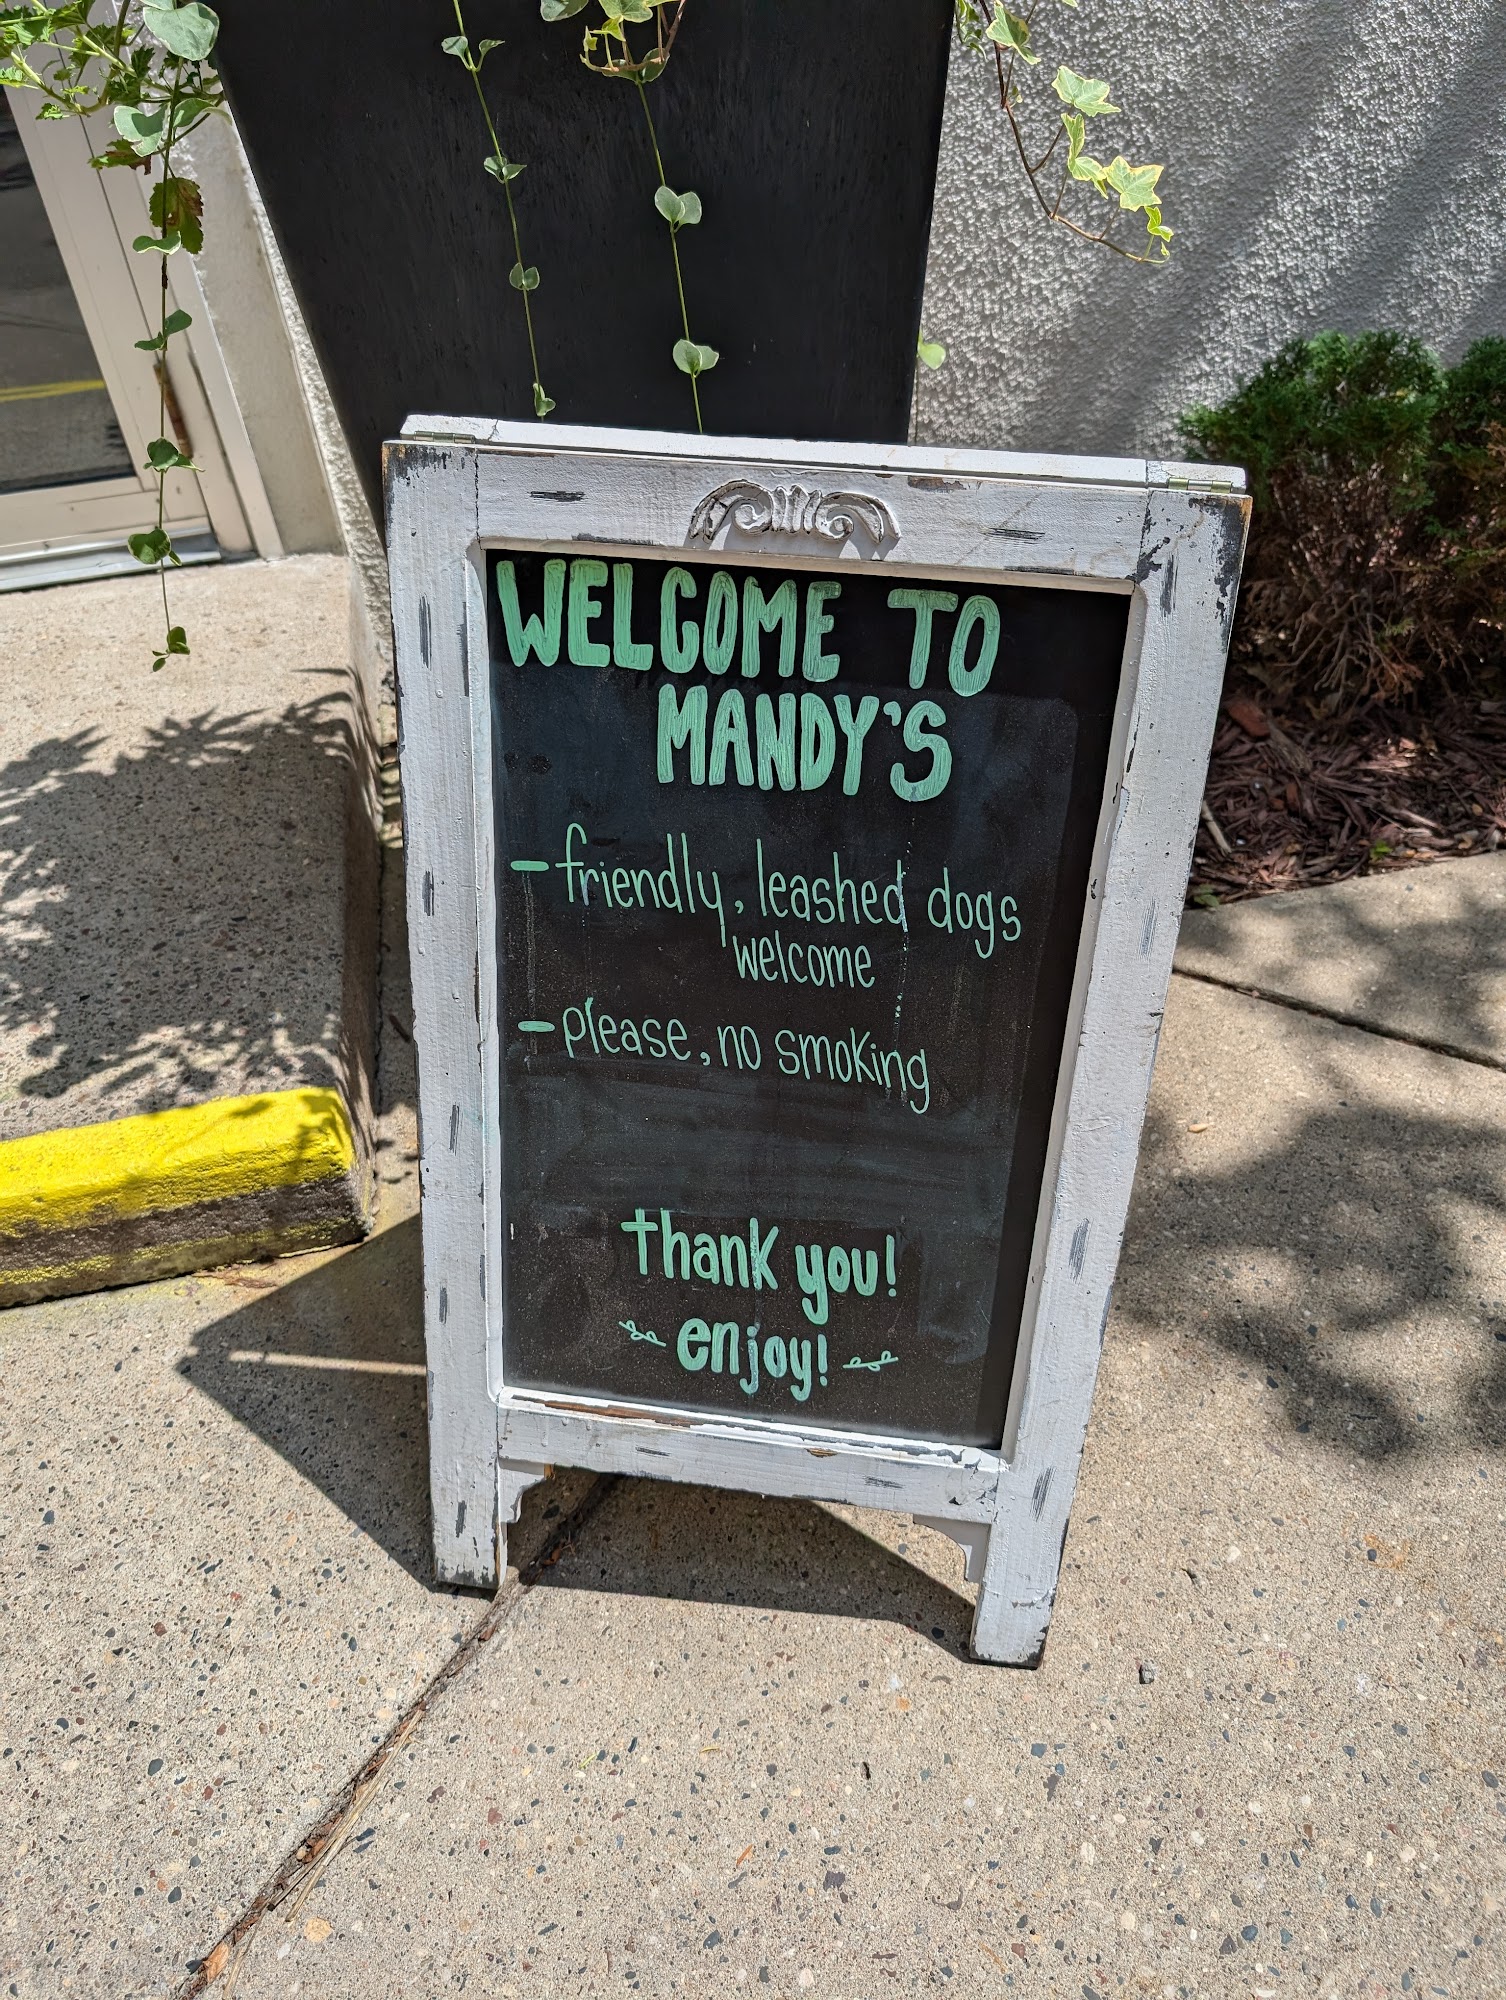 WELCOME TO
MANDY'S
- friendly, leashed dogs
welcome
- please, no smoking
thank you!
enjoy!